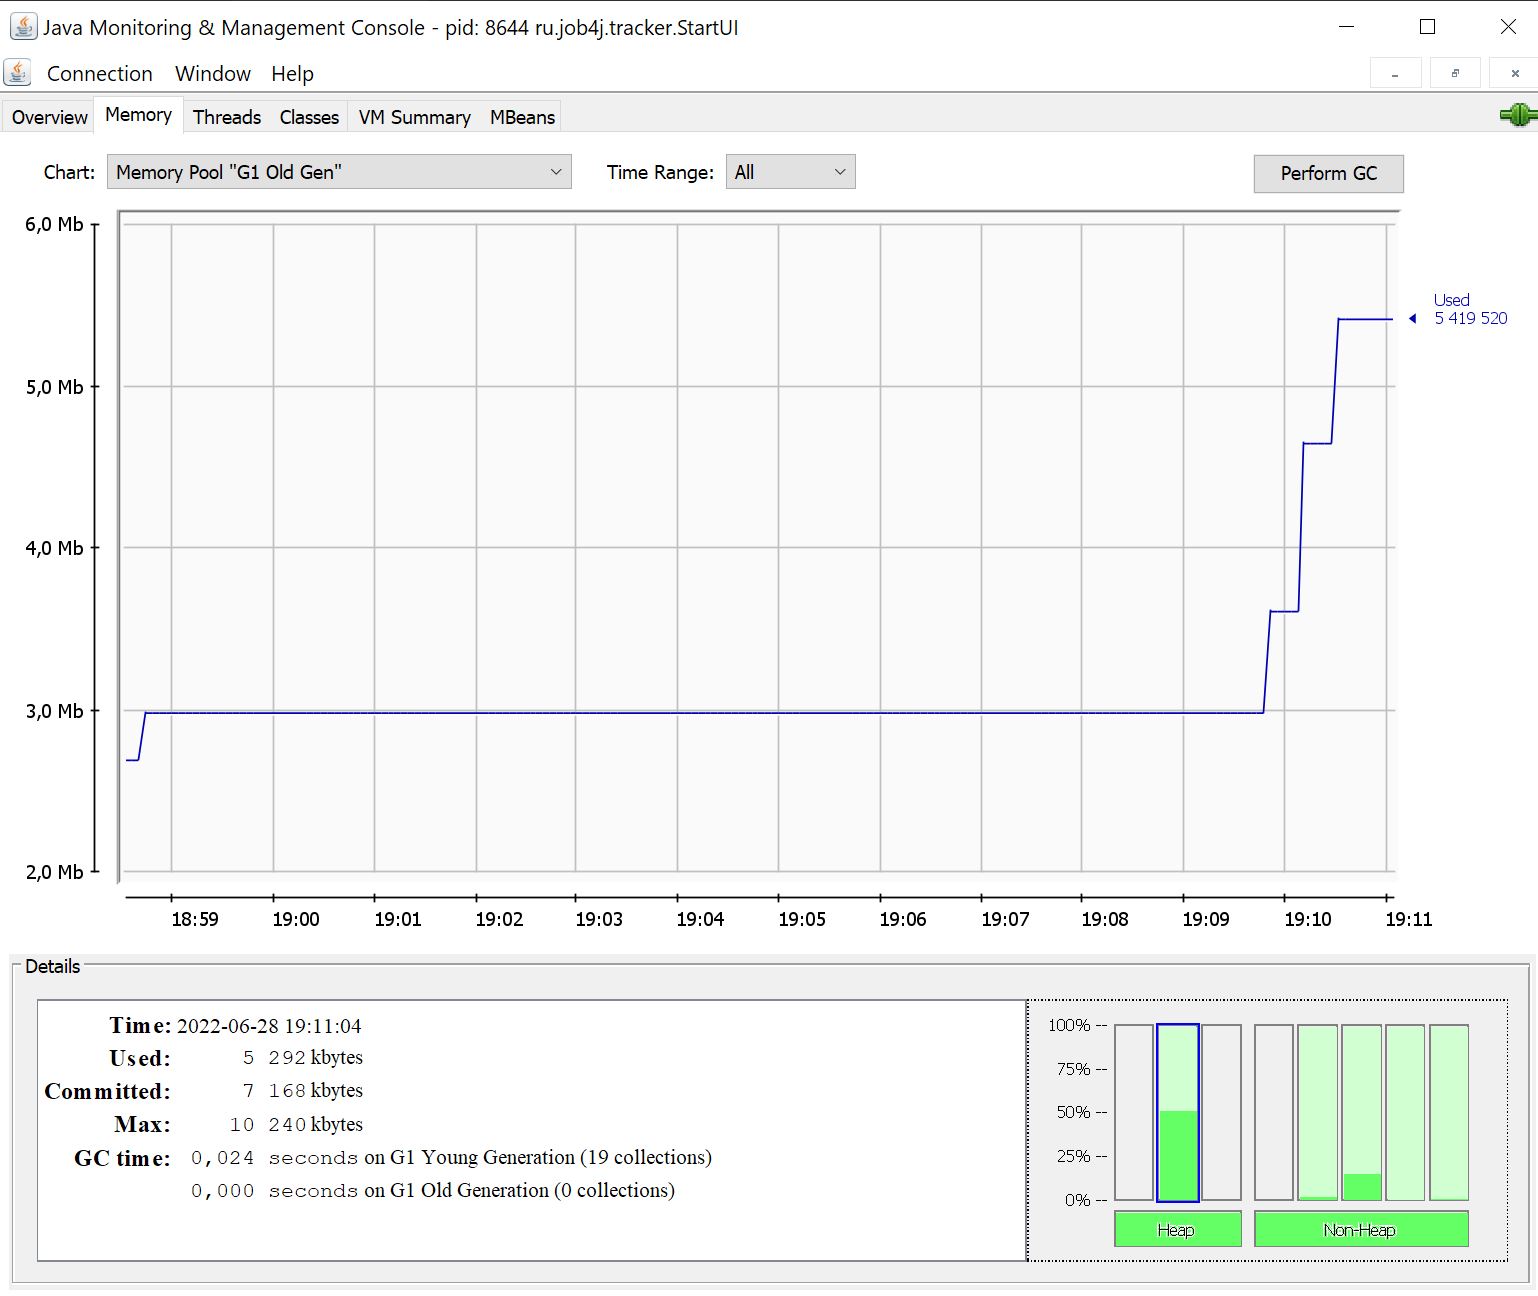 Java Monitoring & Management Console - pid: 8644 ru.job4j.tracker.StartUI
Connection Window Help
Overview Memory Threads Classes VM Summary MBeans
Chart: Memory Pool "G1 Old Gen" Time Range: All Perform GC
6,0 Mb
Used
5 419 520
5,0 Mb
4,0 Mb
3,0 Mb
2,0 Mb
18:59 19:00 19:01 19:02 19:03 19:04 19:05 19:06 19:07 19:08 19:09 19:10 19:11
Details
Time: 2022-06-28 19:11:04
Used: 5 292 kbytes
Committed: 7 168 kbytes
Max: 10 240 kbytes
GC time: 0,024 seconds on G1 Young Generation (19 collections)
0,000 seconds on G1 Old Generation (0 collections)
100% --
75% --
50% --
25% --
0% --
Heap Non-Heap